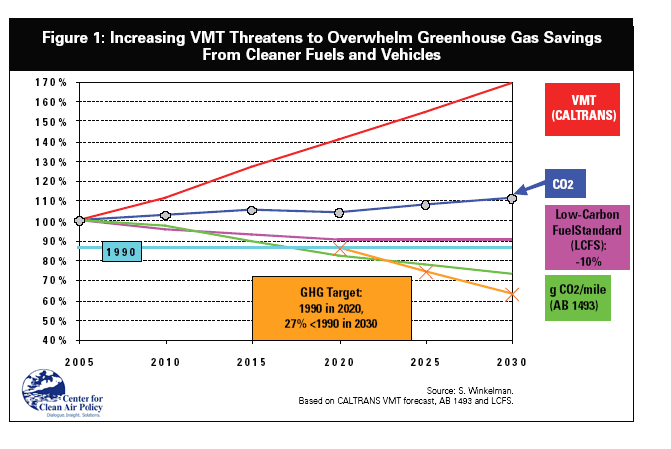 Figure 1: Increasing VMT Threatens to Overwhelm Greenhouse Gas Savings
From Cleaner Fuels and Vehicles
170%
160%
150%
140%
130%
120%
110%
100%
90%
80%
70%
60%
50%
40%
2005
2010
2015
2020
2025
2030
VMT
(CALTRANS)
CO2
Low-Carbon
FuelStandard
(LCFS):
-10%
g CO2/mile
(AB 1493)
1990
GHG Target:
1990 in 2020,
27% <1990 in 2030
Center for
Clean Air Policy
Dialogue. Insight. Solutions.
Source: S. Winkelman.
Based on CALTRANS VMT forecast, AB 1493 and LCFS.